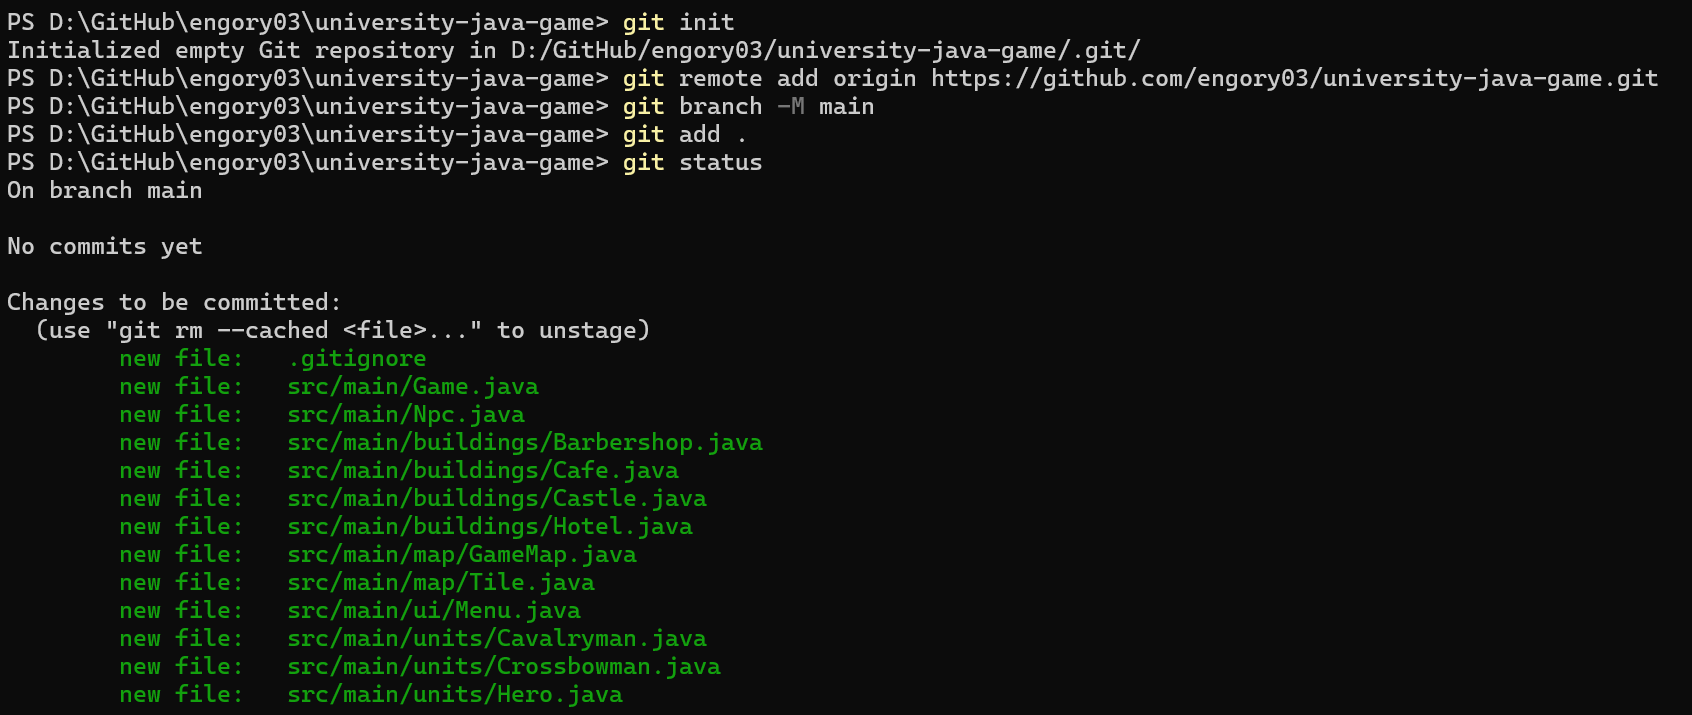 PS D:\GitHub\engory03\university-java-game> git init
Initialized empty Git repository in D:/GitHub/engory03/university-java-game/.git/
PS D:\GitHub\engory03\university-java-game> git remote add origin https://github.com/engory03/university-java-game.git
PS D:\GitHub\engory03\university-java-game> git branch -M main
PS D:\GitHub\engory03\university-java-game> git add .
PS D:\GitHub\engory03\university-java-game> git status
On branch main

No commits yet

Changes to be committed:
  (use "git rm --cached <file>..." to unstage)
        new file:   .gitignore
        new file:   src/main/Game.java
        new file:   src/main/Npc.java
        new file:   src/main/buildings/Barbershop.java
        new file:   src/main/buildings/Cafe.java
        new file:   src/main/buildings/Castle.java
        new file:   src/main/buildings/Hotel.java
        new file:   src/main/map/GameMap.java
        new file:   src/main/map/Tile.java
        new file:   src/main/ui/Menu.java
        new file:   src/main/units/Cavalryman.java
        new file:   src/main/units/Crossbowman.java
        new file:   src/main/units/Hero.java